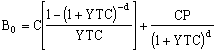 B₀ = C[(1−(1+YTC)^−d)/YTC] + CP/(1+YTC)^d